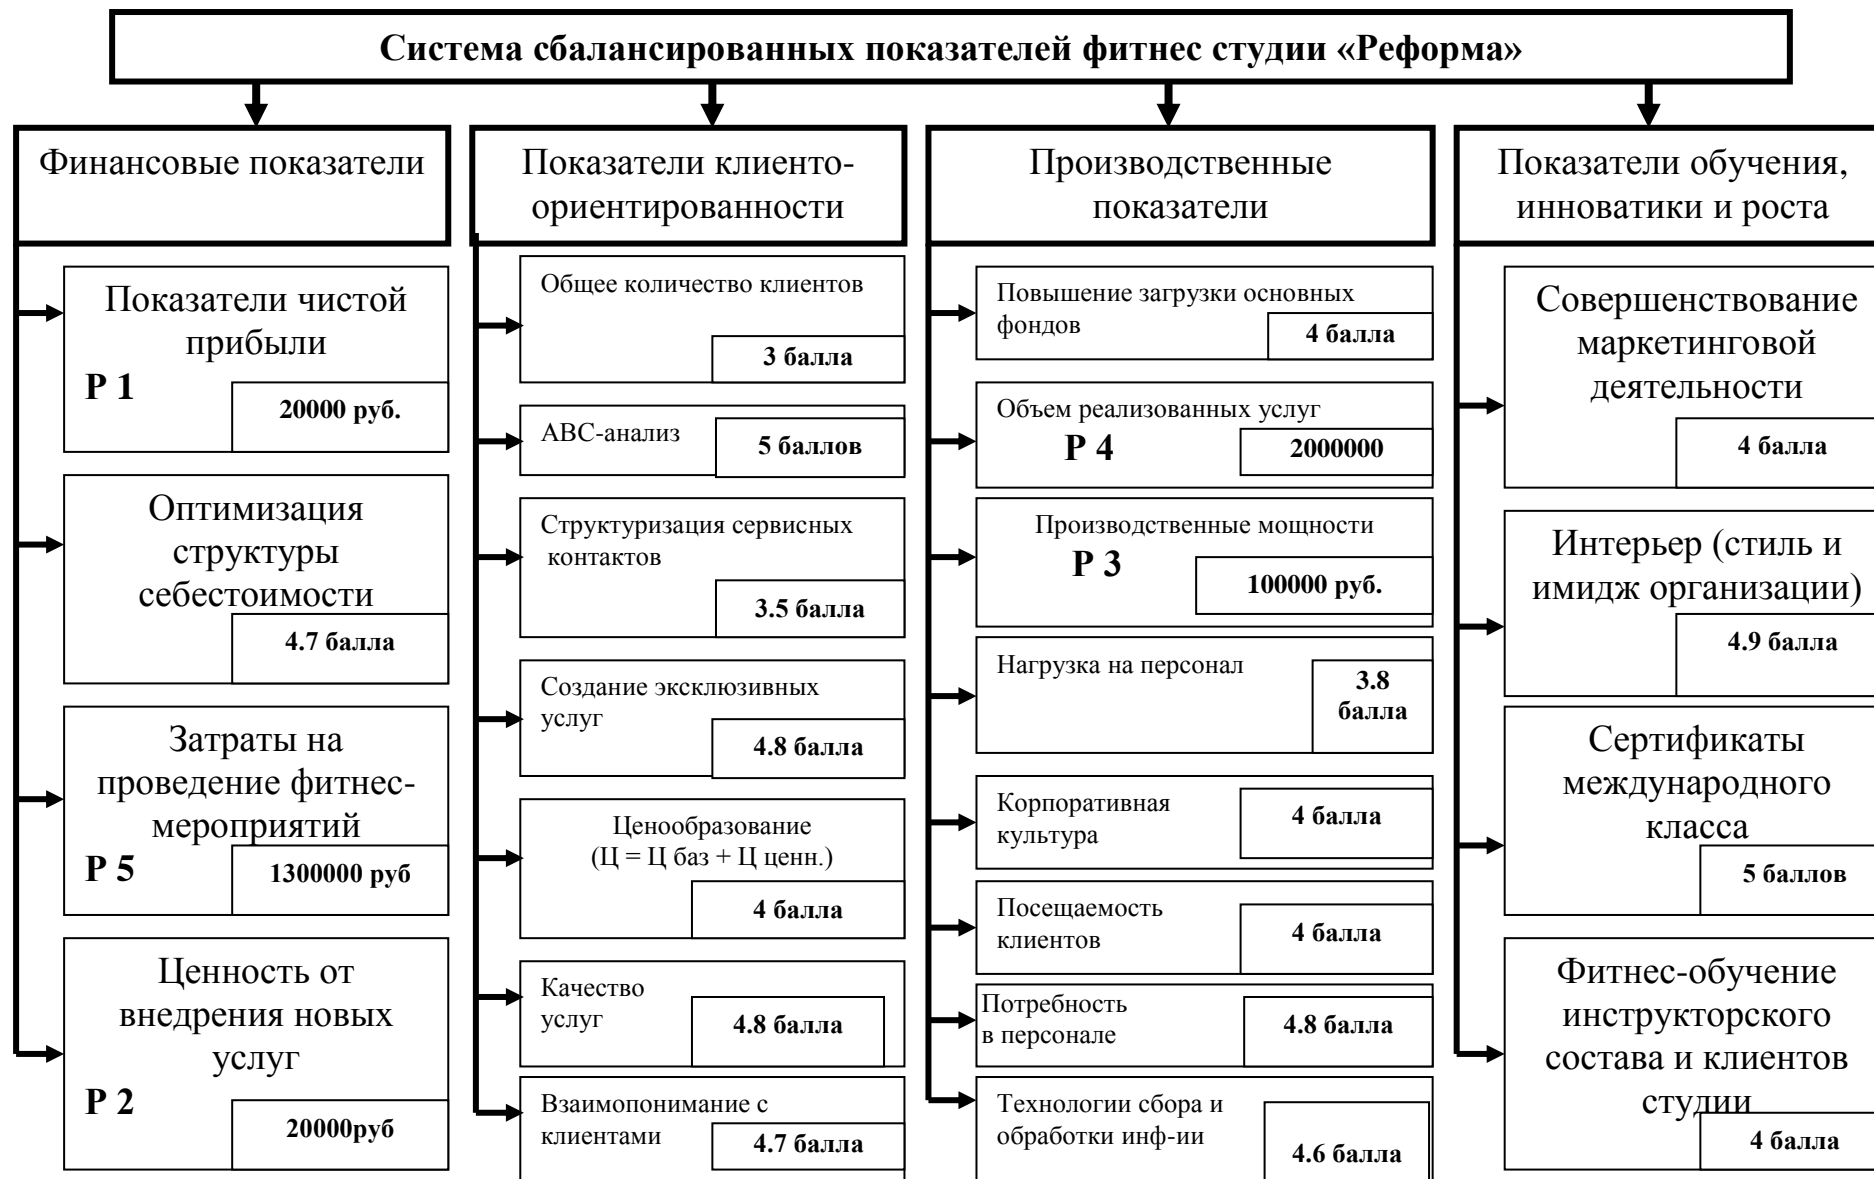 Система сбалансированных показателей фитнес студии «Реформа»
Финансовые показатели
Показатели чистой
прибыли
Р 1
20000 руб.
Оптимизация
структуры
себестоимости
4.7 балла
Затраты на
проведение фитнес-
мероприятий
Р 5
1300000 руб
Ценность от
внедрения новых
услуг
Р 2
20000руб
Показатели клиенто-
ориентированности
Общее количество клиентов
3 балла
АВС-анализ
5 баллов
Структуризация сервисных
контактов
3.5 балла
Создание эксклюзивных
услуг
4.8 балла
Ценообразование
(Ц = Ц баз + Ц ценн.)
4 балла
Качество
услуг
4.8 балла
Взаимопонимание с
клиентами
4.7 балла
Производственные
показатели
Повышение загрузки основных
фондов
4 балла
Объем реализованных услуг
Р 4
2000000
Производственные мощности
Р 3
100000 руб.
Нагрузка на персонал
3.8
балла
Корпоративная
культура
4 балла
Посещаемость
клиентов
4 балла
Потребность
в персонале
4.8 балла
Технологии сбора и
обработки инф-ии
4.6 балла
Показатели обучения,
инноватики и роста
Совершенствование
маркетинговой
деятельности
4 балла
Интерьер (стиль и
имидж организации)
4.9 балла
Сертификаты
международного
класса
5 баллов
Фитнес-обучение
инструкторского
состава и клиентов
студии
4 балла